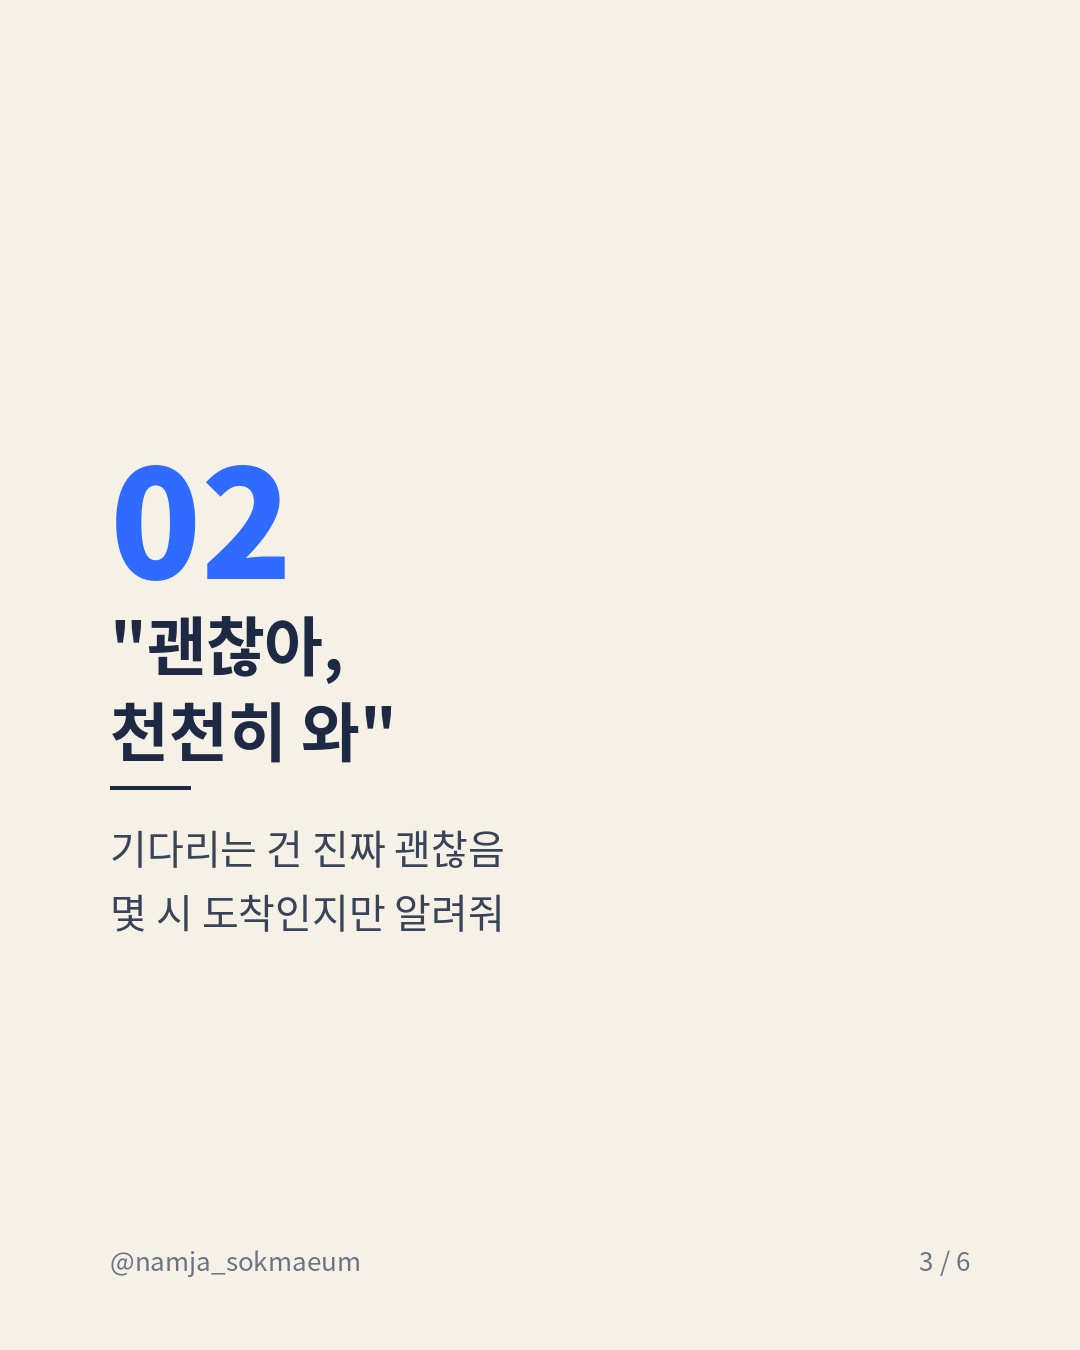 02
"괜찮아,
천천히 와"
기다리는 건 진짜 괜찮음
몇 시 도착인지만 알려줘
@namja_sokmaeum
3 / 6